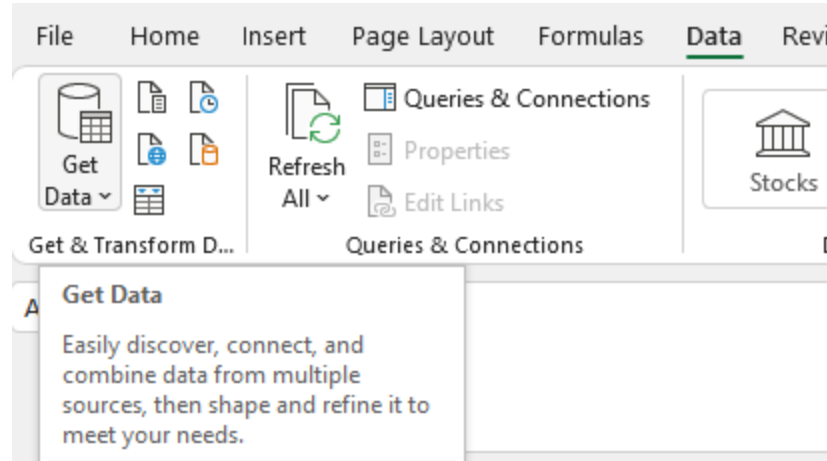 File Home Insert Page Layout Formulas Data Revi
Queries & Connections
Get Data
Refresh All
Properties
Stocks
Edit Links
Get & Transform D...
Queries & Connections
Get Data
A
Easily discover, connect, and
combine data from multiple
sources, then shape and refine it to
meet your needs.